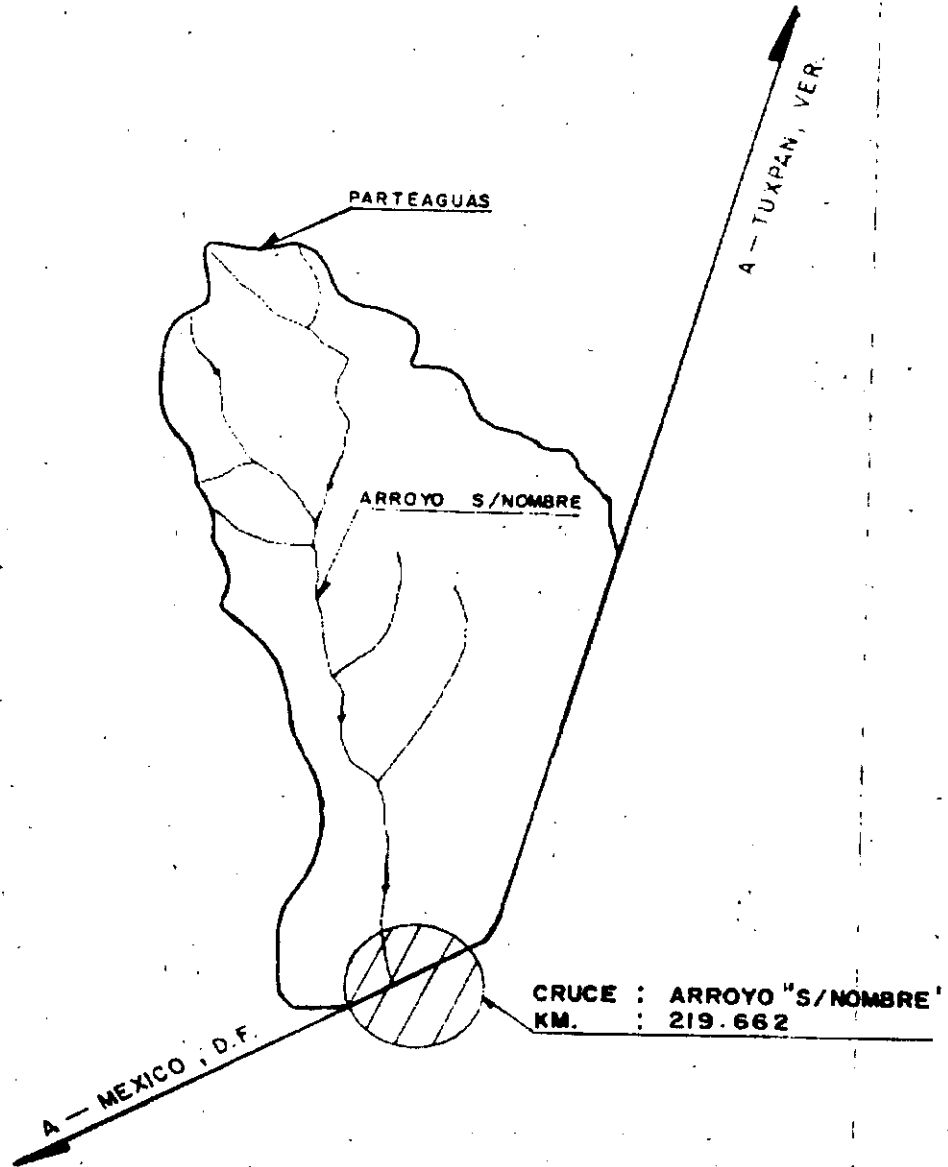 A — TUXPAN, VER.
PARTEAGUAS
ARROYO S/NOMBRE
CRUCE : ARROYO "S/NOMBRE'
KM. : 219.662
A — MEXICO , D.F.